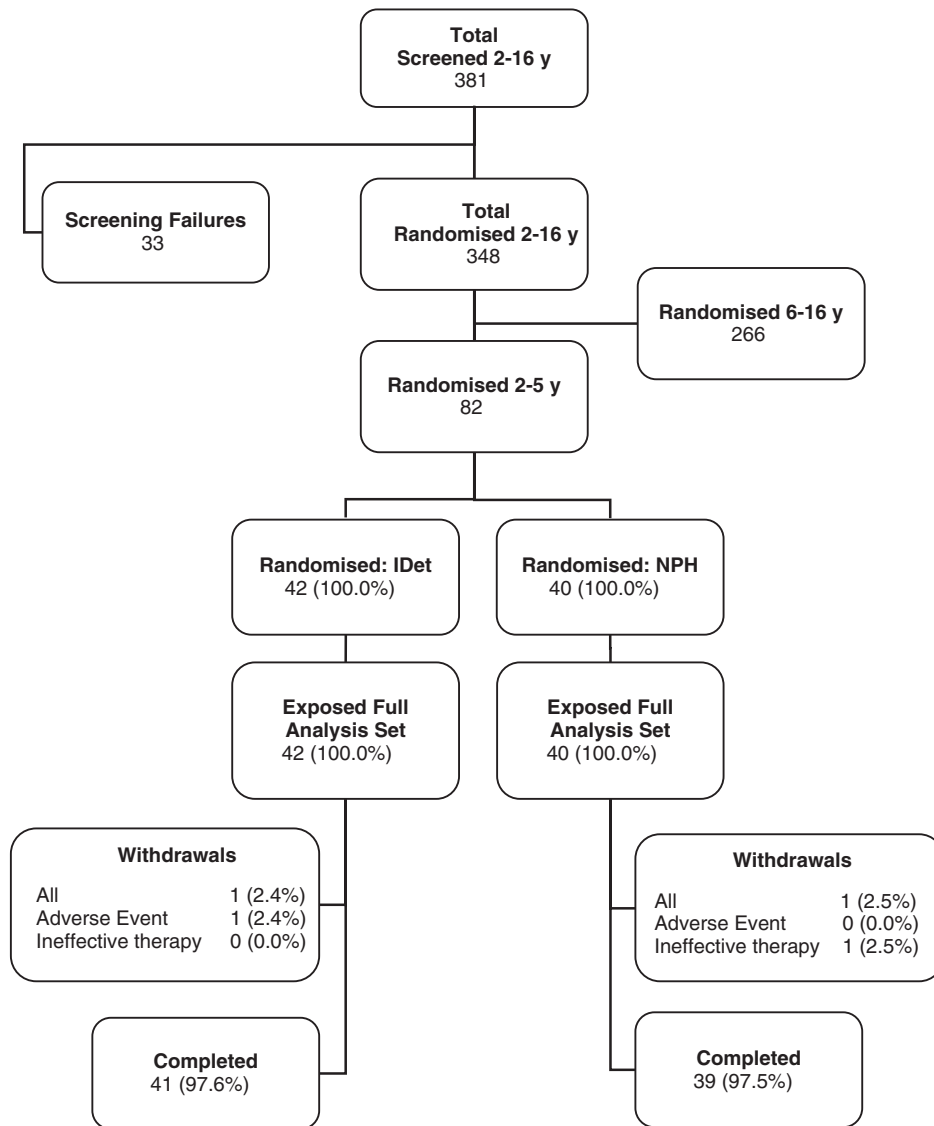 Total
Screened 2-16 y
381
Screening Failures
33
Total
Randomised 2-16 y
348
Randomised 6-16 y
266
Randomised 2-5 y
82
Randomised: IDet
42 (100.0%)
Randomised: NPH
40 (100.0%)
Exposed Full
Analysis Set
42 (100.0%)
Exposed Full
Analysis Set
40 (100.0%)
Withdrawals
All 1 (2.4%)
Adverse Event 1 (2.4%)
Ineffective therapy 0 (0.0%)
Withdrawals
All 1 (2.5%)
Adverse Event 0 (0.0%)
Ineffective therapy 1 (2.5%)
Completed
41 (97.6%)
Completed
39 (97.5%)